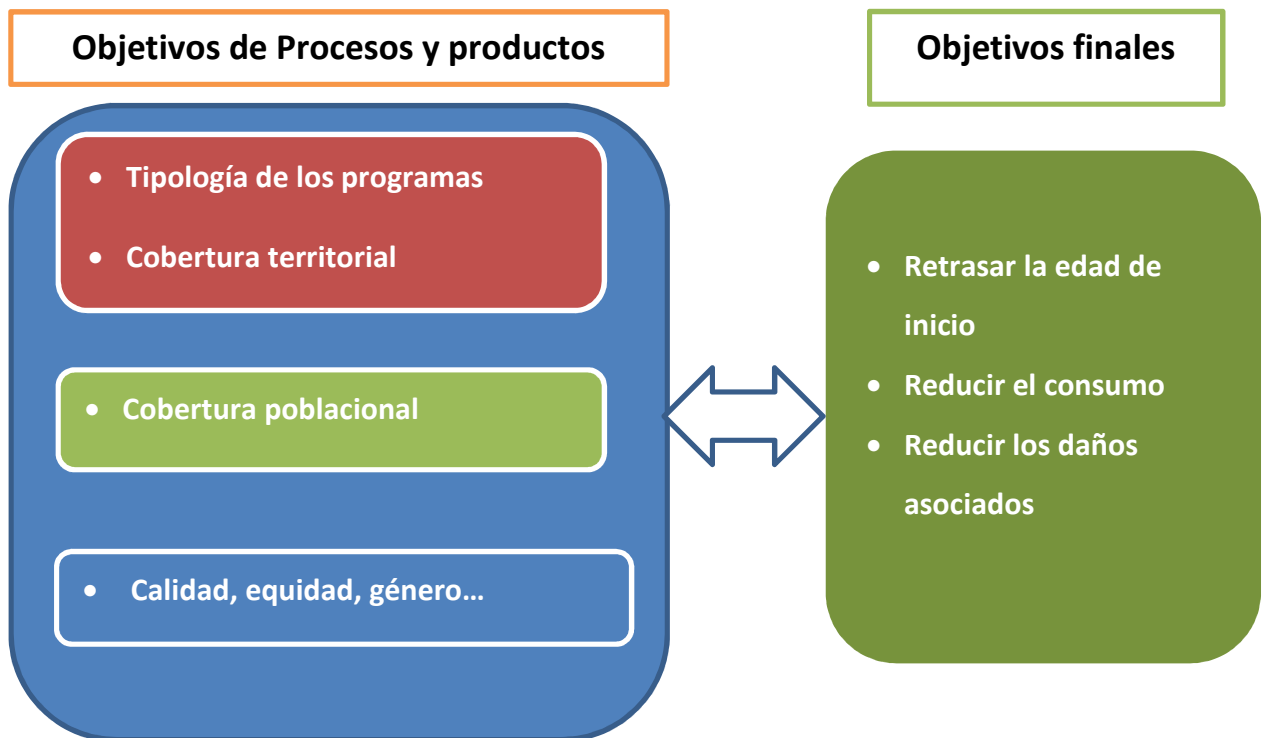 Objetivos de Procesos y productos
• Tipología de los programas
• Cobertura territorial
• Cobertura poblacional
• Calidad, equidad, género…
Objetivos finales
• Retrasar la edad de
inicio
• Reducir el consumo
• Reducir los daños
asociados